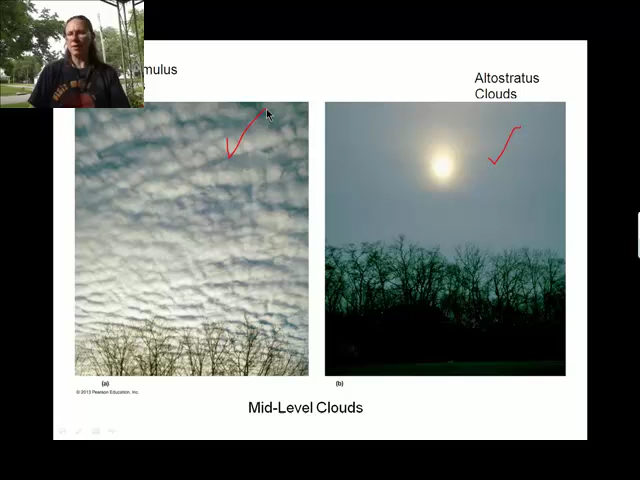 mulus
Altostratus
Clouds
(a)
(b)
© 2013 Pearson Education, Inc.
Mid-Level Clouds